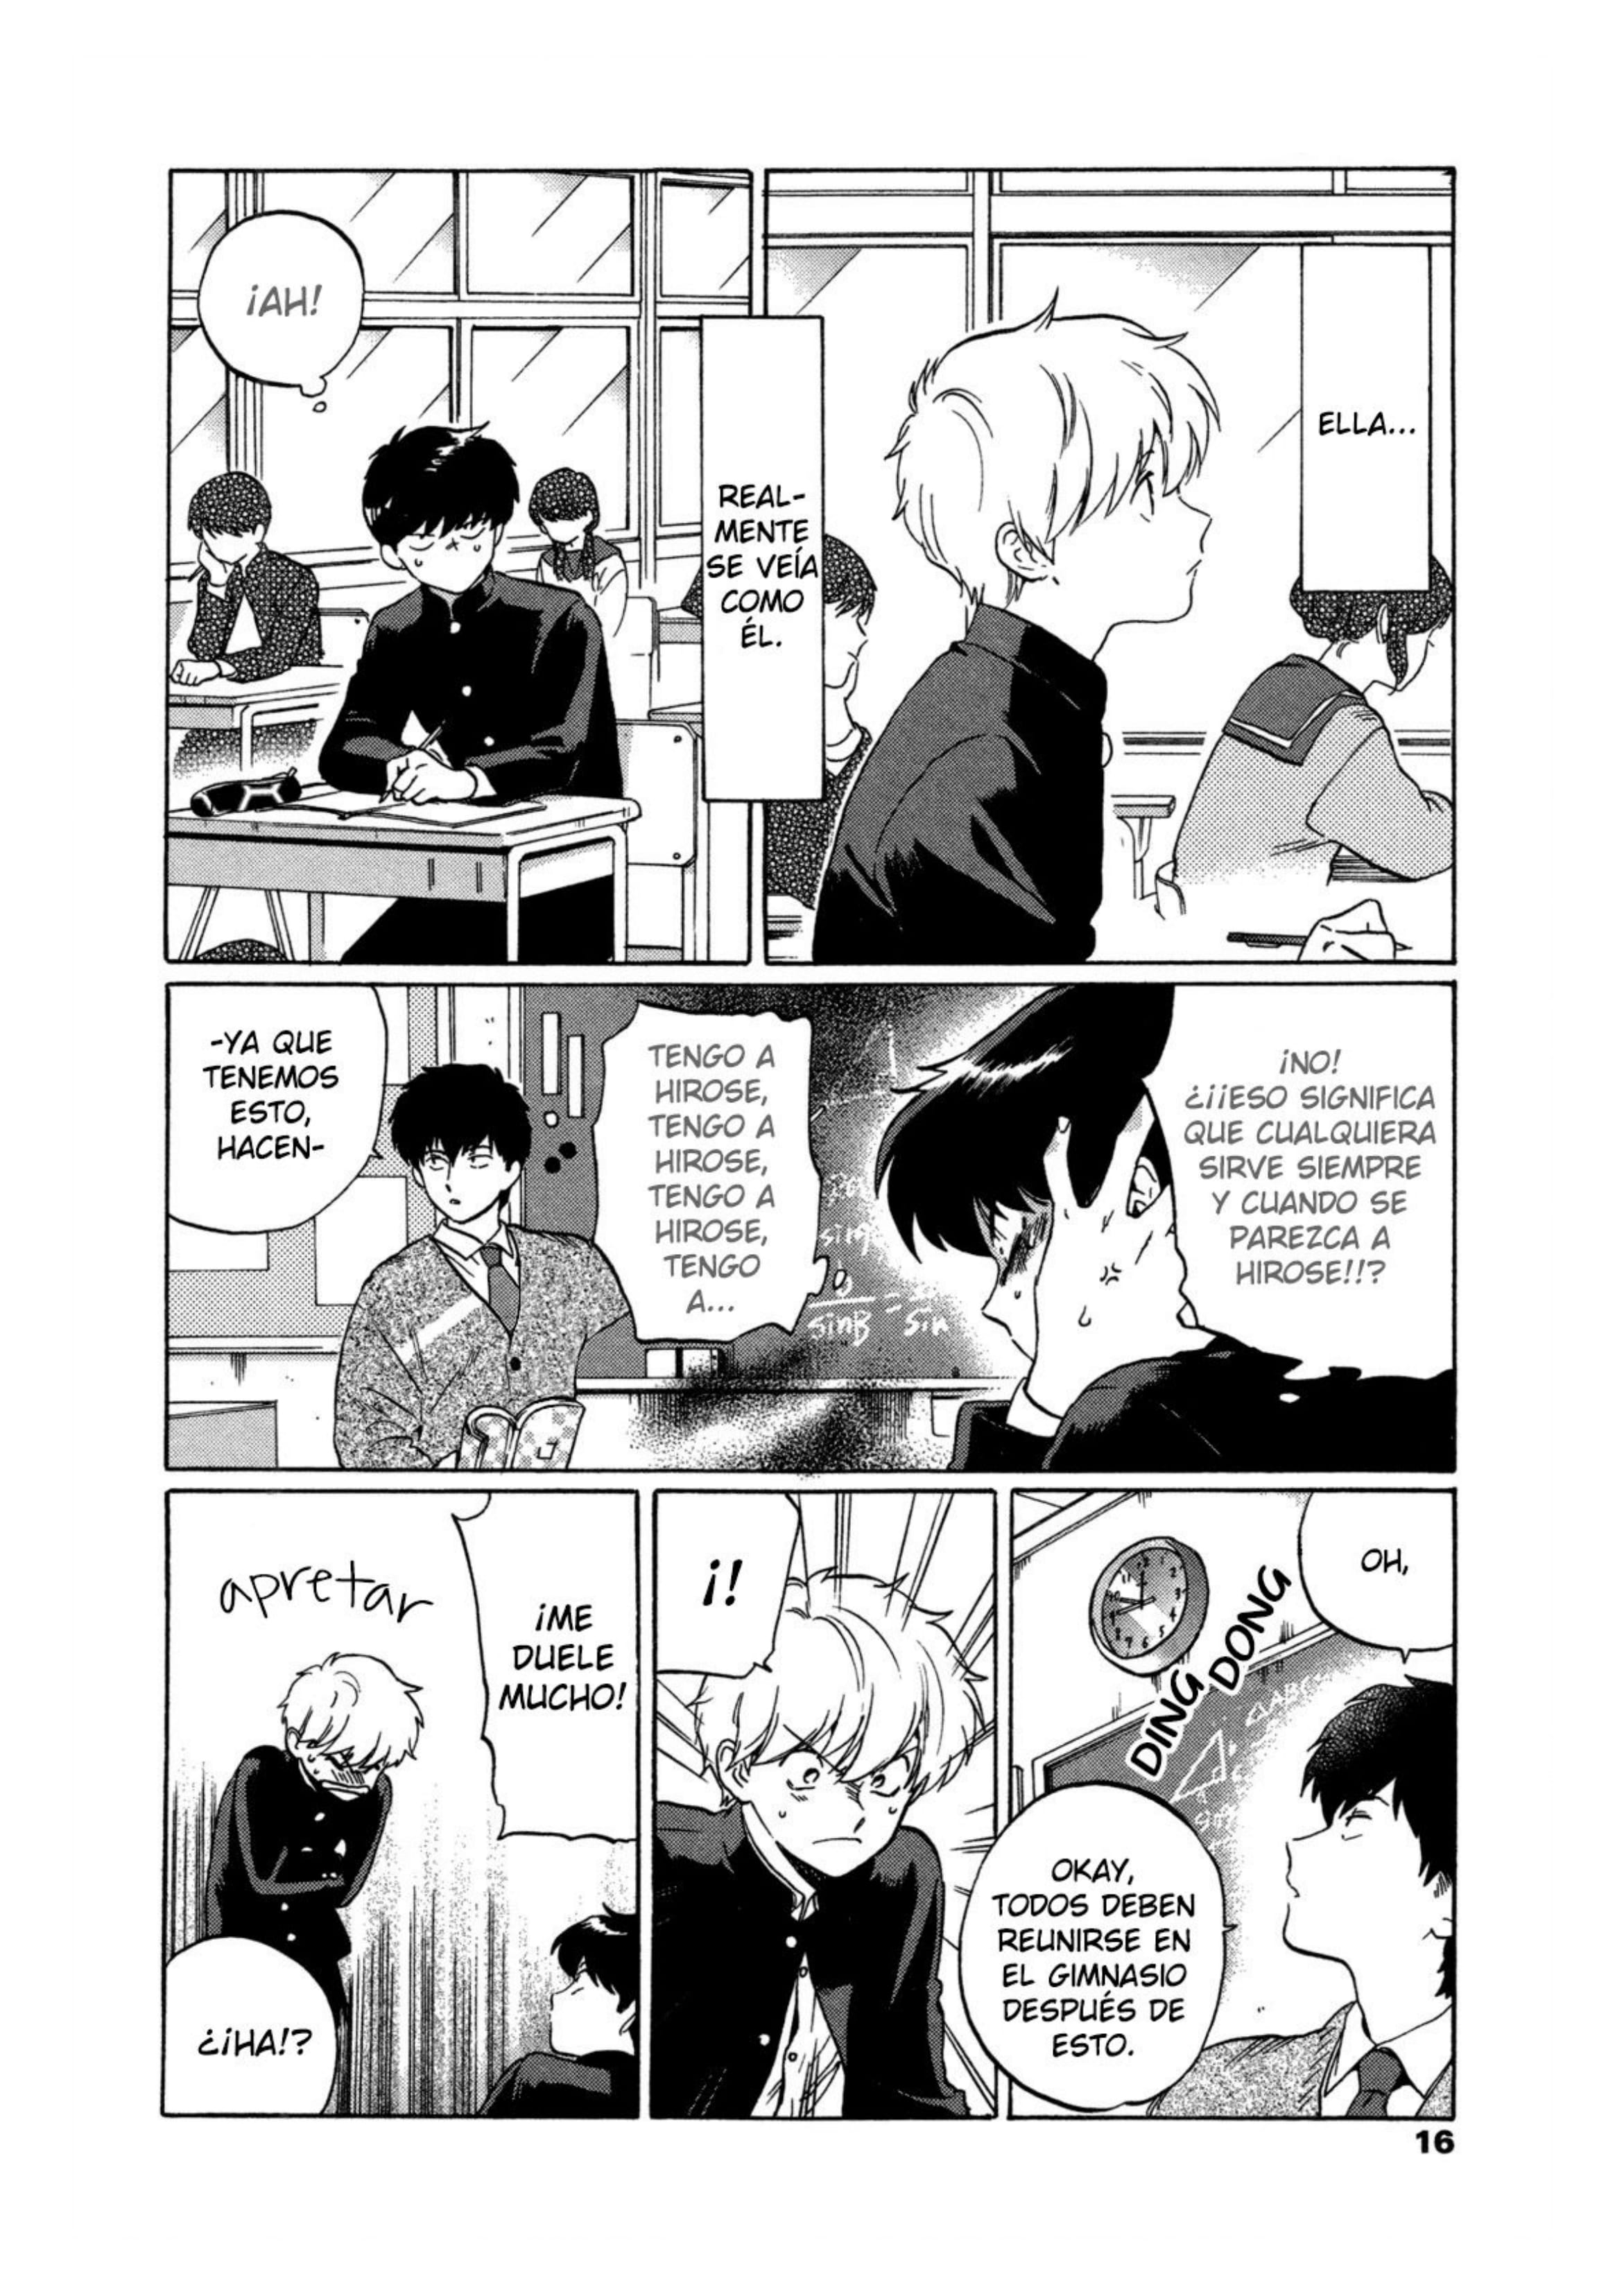 ELLA...
REAL-
MENTE
SE VEÍA
COMO
ÉL.
¡AH!
¡NO!
¿¡¡ESO SIGNIFICA
QUE CUALQUIERA
SIRVE SIEMPRE
Y CUANDO SE
PAREZCA A
HIROSE!!?
TENGO A
HIROSE,
TENGO A
HIROSE,
TENGO A
HIROSE,
TENGO
A...
sinB
sin
-YA QUE
TENEMOS
ESTO,
HACEN-
OH,
DING
DONG
OKAY,
TODOS DEBEN
REUNIRSE EN
EL GIMNASIO
DESPUÉS DE
ESTO.
¡!
¡ME
DUELE
MUCHO!
apretar
¿¡HA!?
16